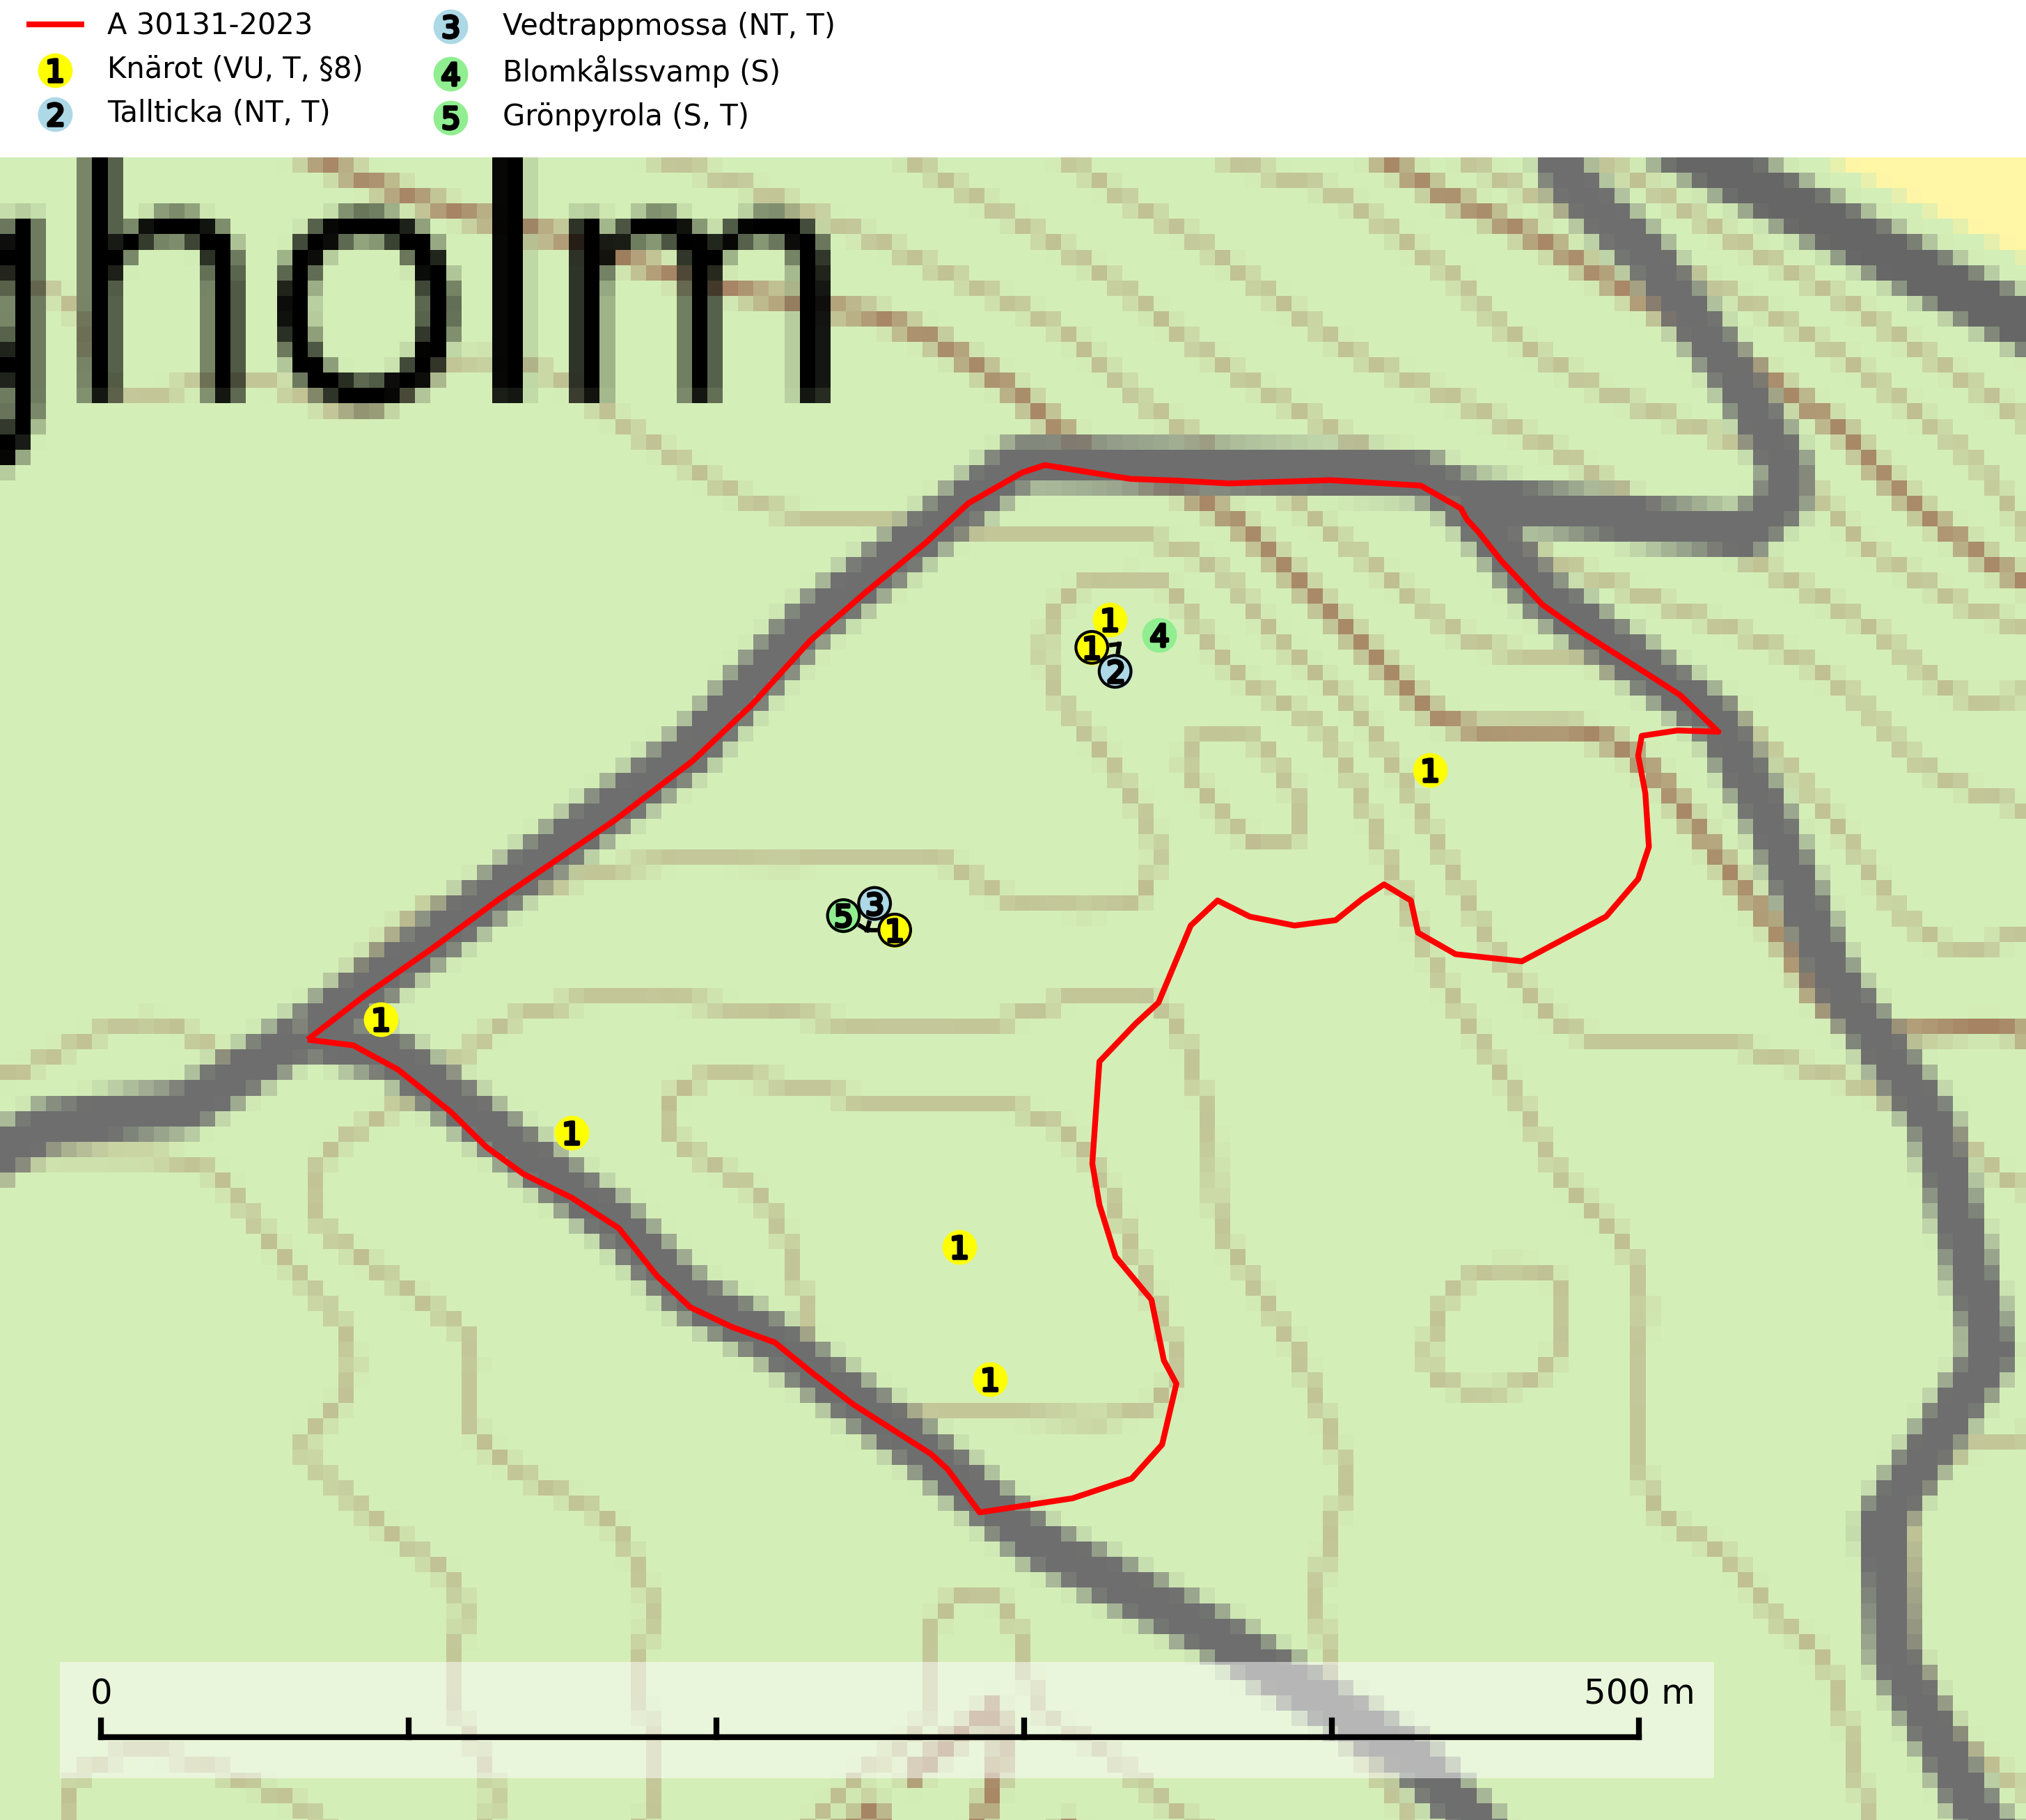 A 30131-2023
1 Knärot (VU, T, §8)
2 Tallticka (NT, T)
3 Vedtrappmossa (NT, T)
4 Blomkålssvamp (S)
5 Grönpyrola (S, T)
gholm
1
1
4
2
1
3
5
1
1
1
1
1
0 500 m